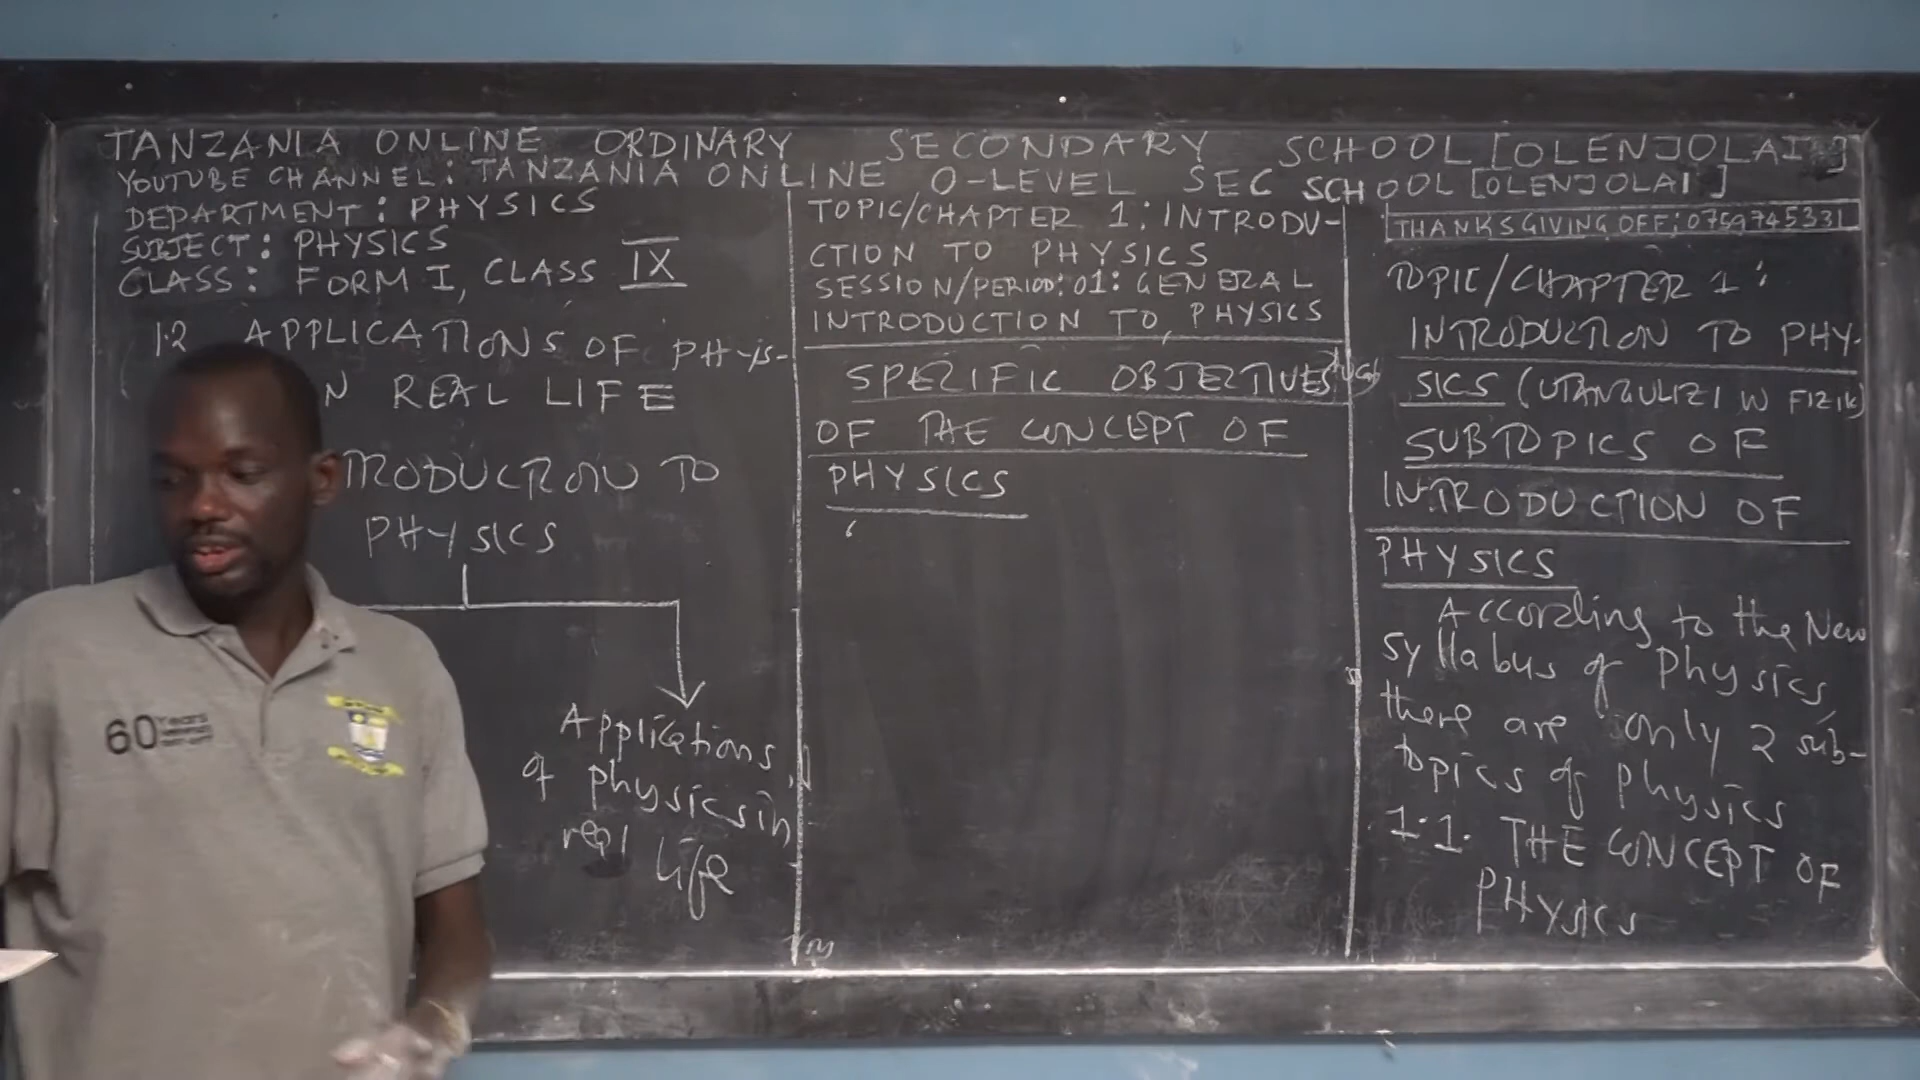 TANZANIA ONLINE ORDINARY SECONDARY SCHOOL [OLENJOLAI]
YOUTUBE CHANNEL: TANZANIA ONLINE O-LEVEL SEC SCHOOL [OLENJOLAI]
DEPARTMENT: PHYSICS
SUBJECT: PHYSICS
CLASS: FORM I, CLASS IX
1.2 APPLICATIONS OF PHYS-
N REAL LIFE
TRODUCTION TO
PHYSICS
Applications
of physics in
real life
60 Years
TOPIC/CHAPTER 1: INTRODU-
CTION TO PHYSICS
SESSION/PERIOD: 01: GENERAL
INTRODUCTION TO PHYSICS
SPECIFIC OBJECTIVES
OF THE CONCEPT OF
PHYSICS
THANKSGIVING OFF: 0759745331
TOPIC/CHAPTER 1:
INTRODUCTION TO PHY-
SICS (UTANGULIZI W FIZIK)
SUBTOPICS OF
INTRODUCTION OF
PHYSICS
According to the New
syllabus of Physics,
there are only 2 sub-
topics of physics
1.1. THE CONCEPT OF
PHYSICS